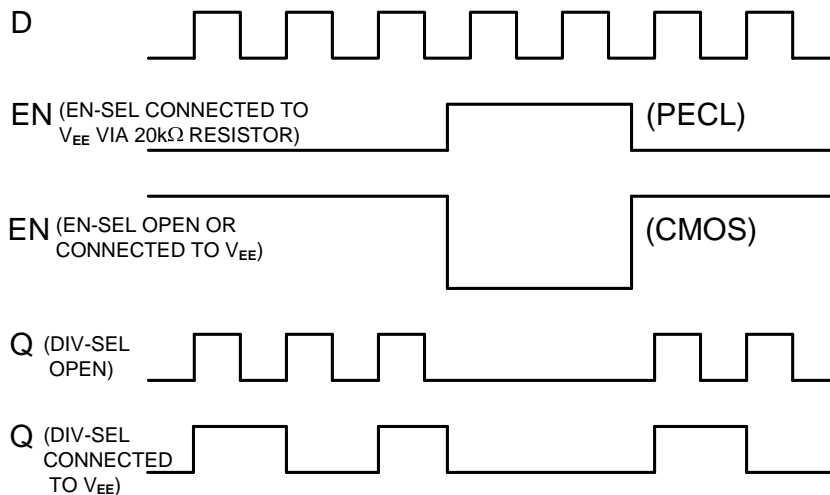 D
EN (EN-SEL CONNECTED TO
VEE VIA 20kΩ RESISTOR)
(PECL)
EN (EN-SEL OPEN OR
CONNECTED TO VEE)
(CMOS)
Q (DIV-SEL
OPEN)
Q (DIV-SEL
CONNECTED
TO VEE)